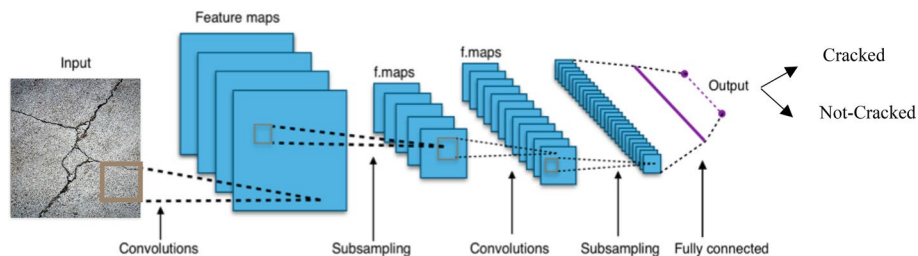 Feature maps
Input
f.maps
f.maps
Output
Cracked
Not-Cracked
Convolutions
Subsampling
Convolutions
Subsampling
Fully connected